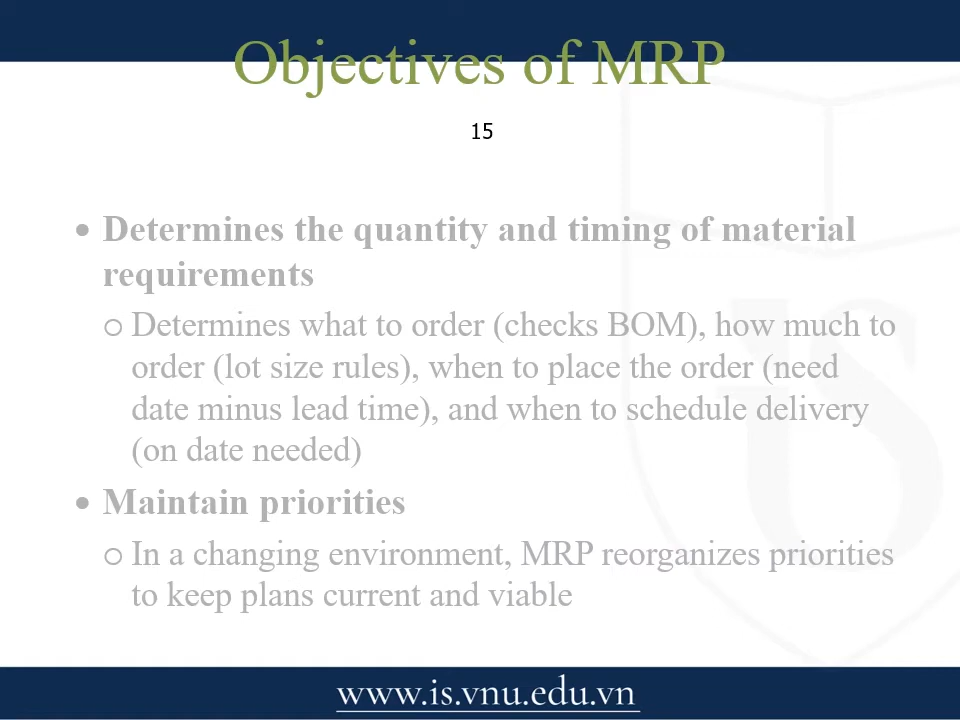 Objectives of MRP
15
• Determines the quantity and timing of material
requirements
○ Determines what to order (checks BOM), how much to
order (lot size rules), when to place the order (need
date minus lead time), and when to schedule delivery
(on date needed)
• Maintain priorities
○ In a changing environment, MRP reorganizes priorities
to keep plans current and viable
www.is.vnu.edu.vn